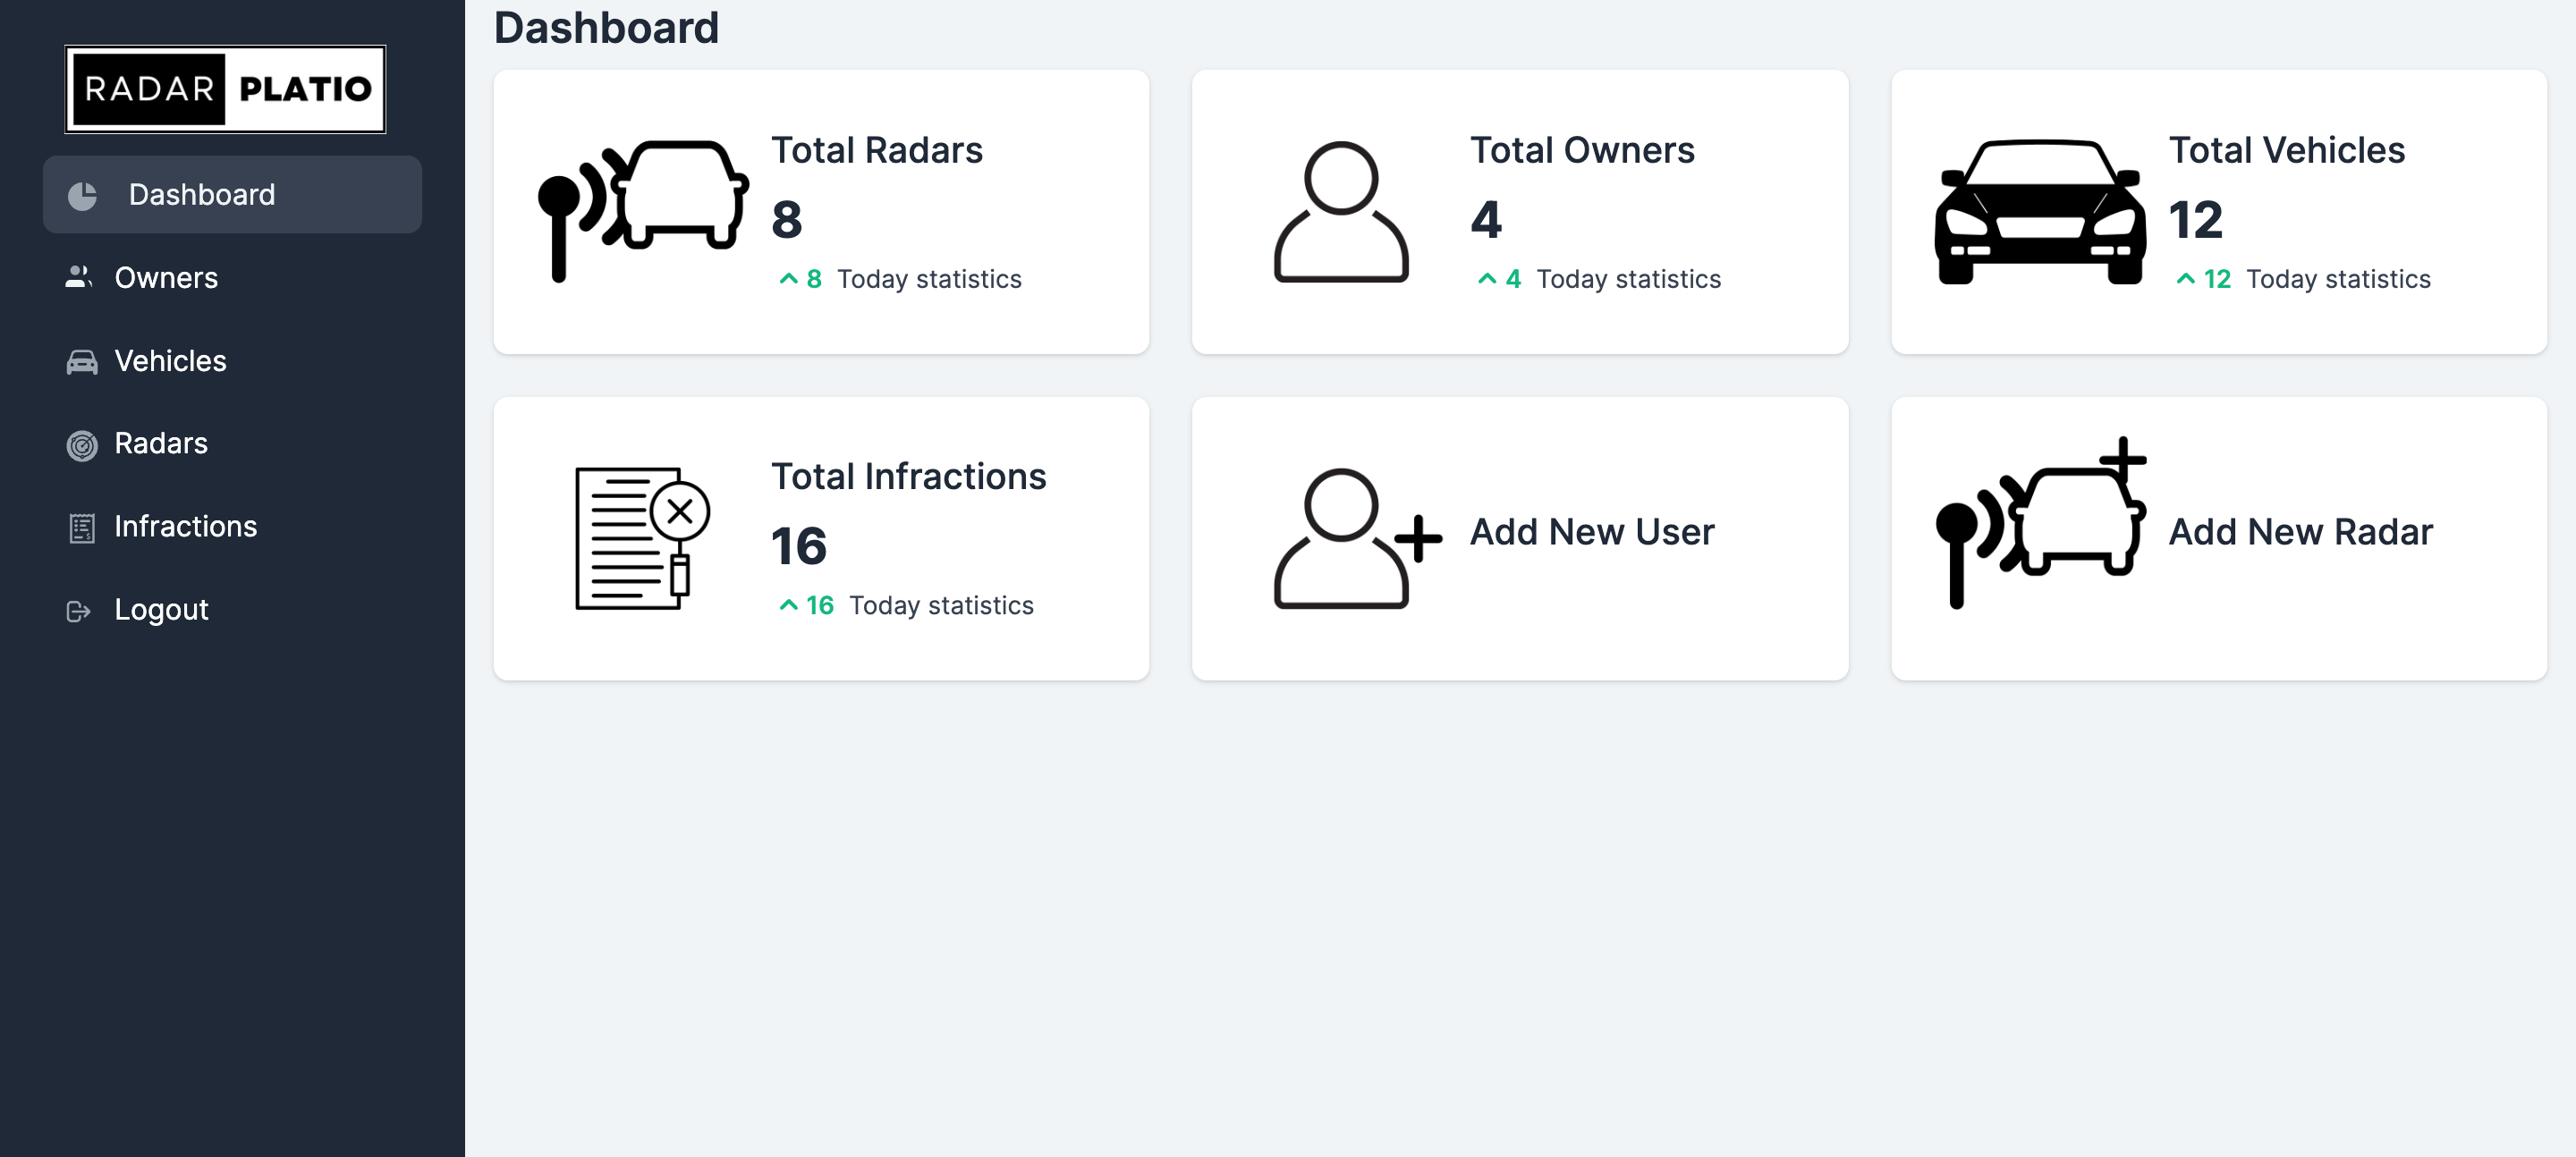 RADAR PLATIO
Dashboard
Owners
Vehicles
Radars
Infractions
Logout
Dashboard
Total Radars
8
8 Today statistics
Total Owners
4
4 Today statistics
Total Vehicles
12
12 Today statistics
Total Infractions
16
16 Today statistics
Add New User
Add New Radar